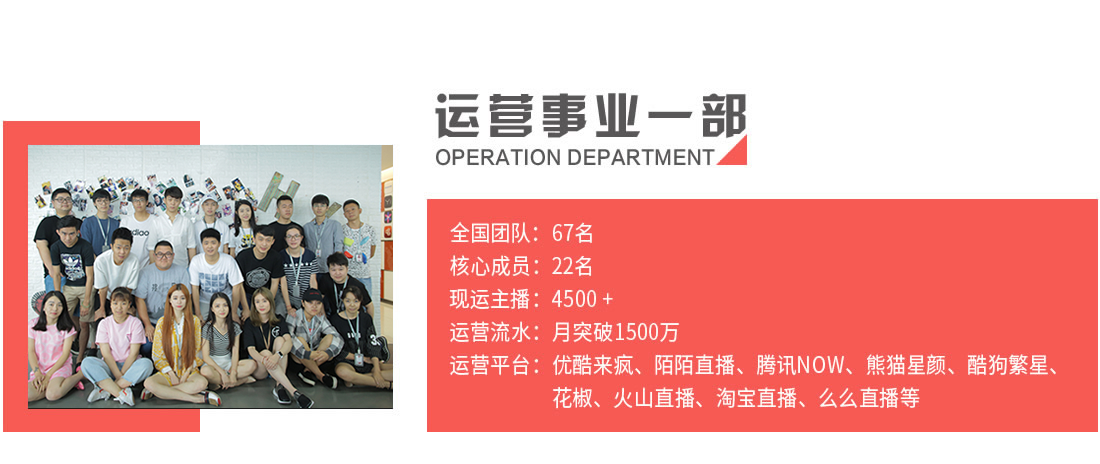 运营事业一部
OPERATION DEPARTMENT
全国团队：67名
核心成员：22名
现运主播：4500 +
运营流水：月突破1500万
运营平台：优酷来疯、陌陌直播、腾讯NOW、熊猫星颜、酷狗繁星、
花椒、火山直播、淘宝直播、么么直播等
adidas